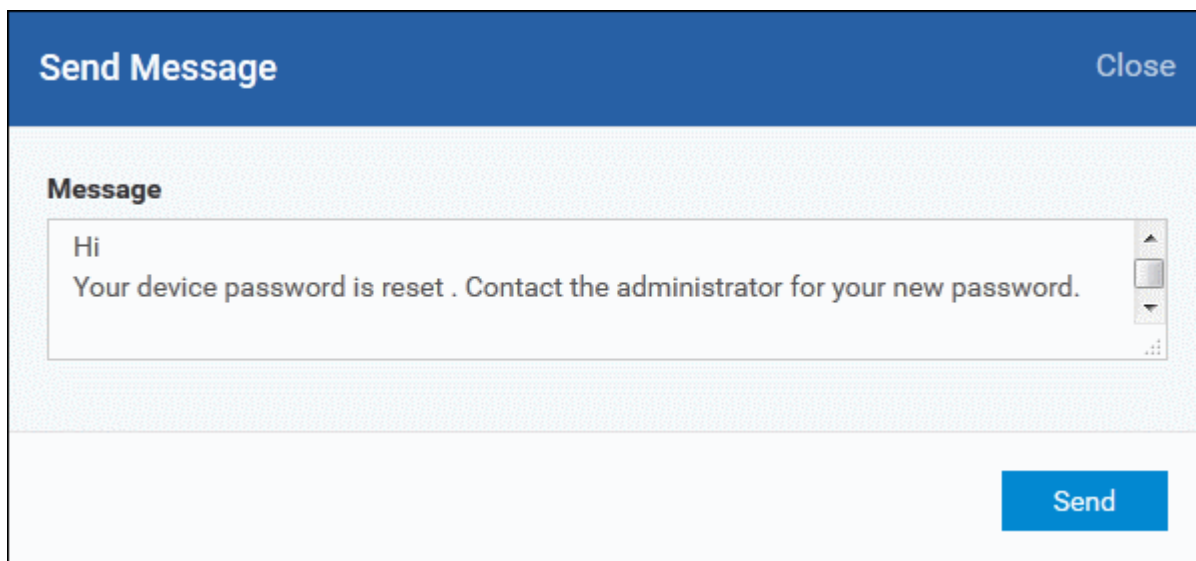 Send Message
Close
Message
Hi
Your device password is reset . Contact the administrator for your new password.
Send